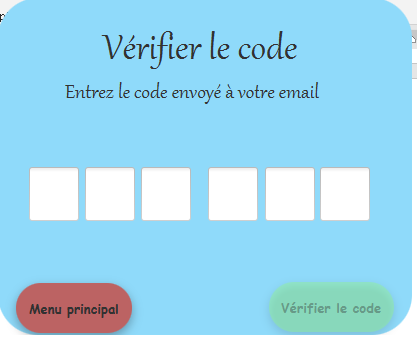 Vérifier le code
Entrez le code envoyé à votre email
Menu principal
Vérifier le code